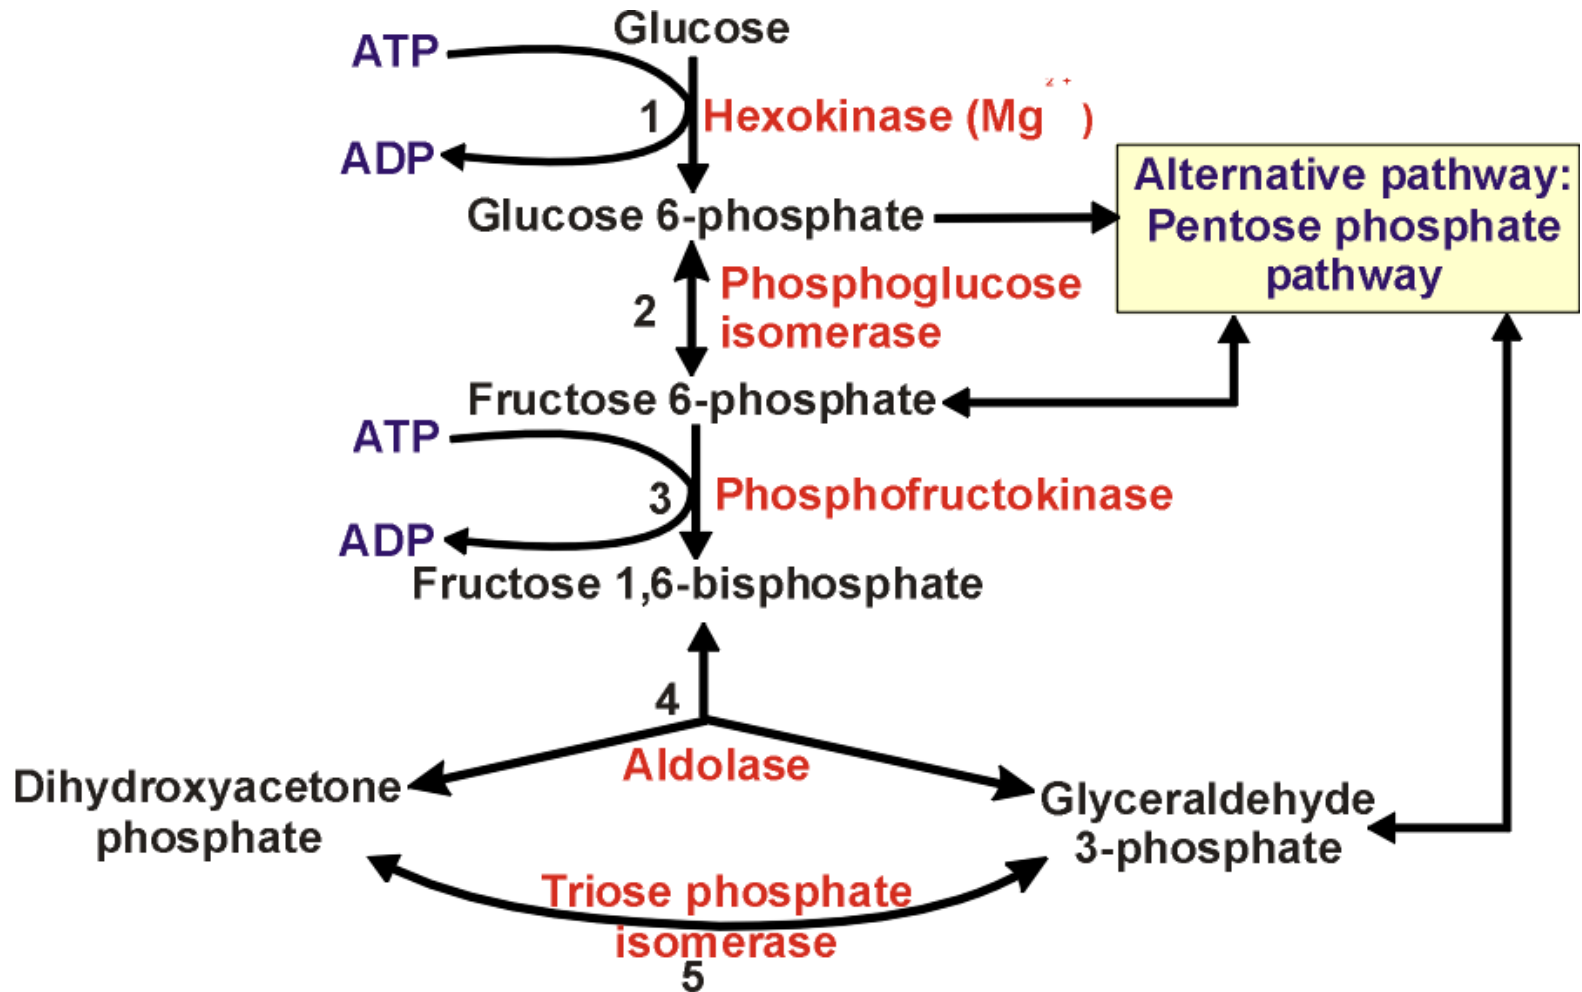 Glucose
ATP
1
Hexokinase (Mg2+)
ADP
Glucose 6-phosphate
Alternative pathway:
Pentose phosphate
pathway
2
Phosphoglucose
isomerase
Fructose 6-phosphate
ATP
3
Phosphofructokinase
ADP
Fructose 1,6-bisphosphate
4
Aldolase
Dihydroxyacetone
phosphate
Glyceraldehyde
3-phosphate
Triose phosphate
isomerase
5